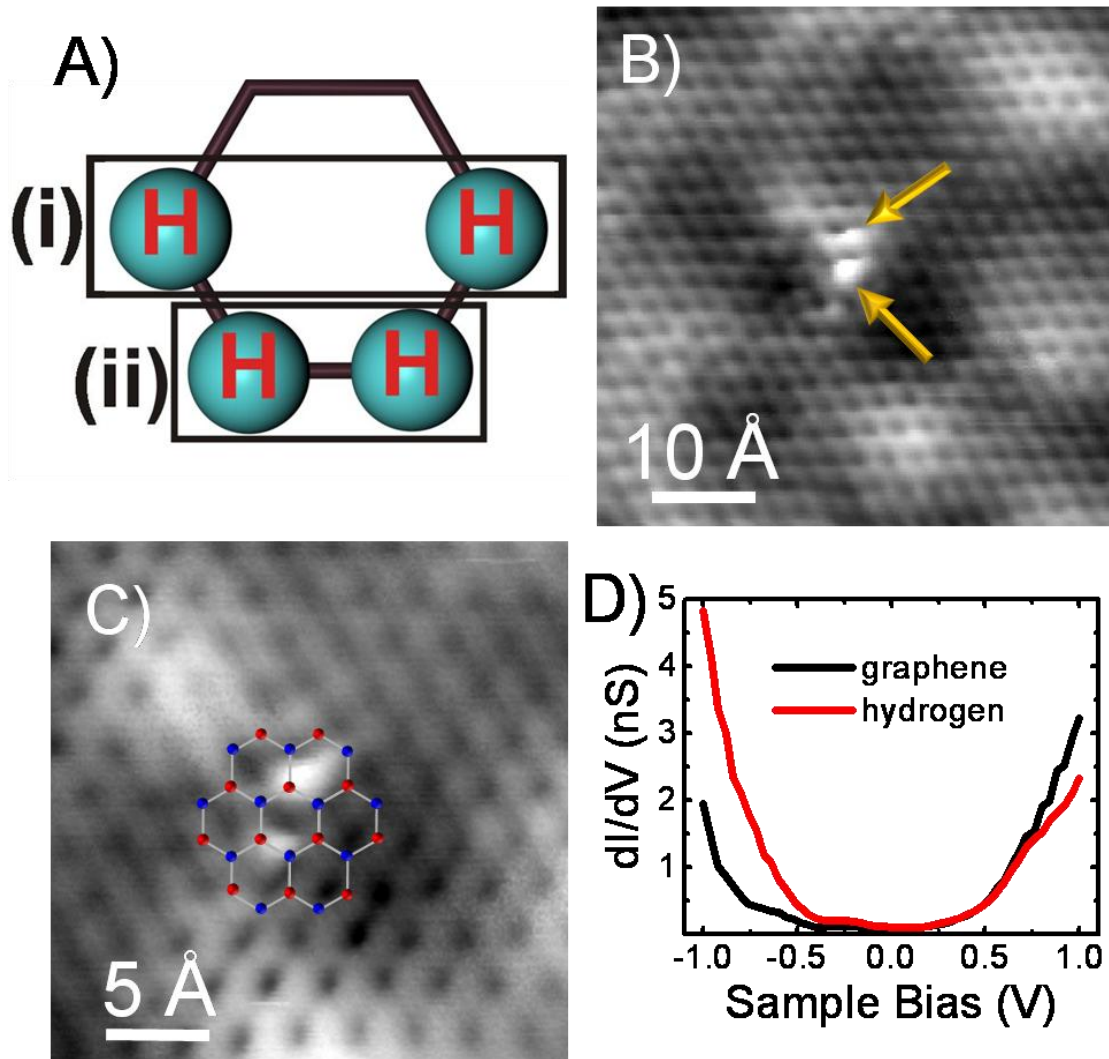 A)
(i)
H H
(ii)
H H
B)
10 Å
C)
5 Å
D)
5
4
3
2
1
graphene
hydrogen
dI/dV (nS)
-1.0 -0.5 0.0 0.5 1.0
Sample Bias (V)